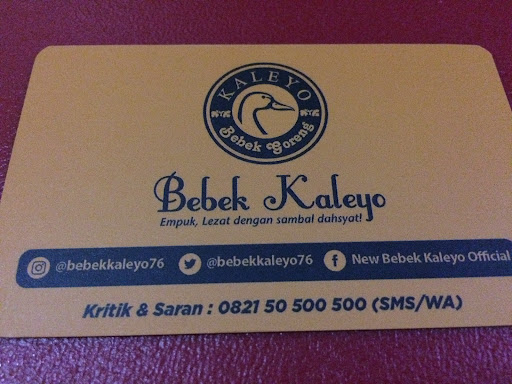 KALEYO
Bebek Goreng
Bebek Kaleyo
Empuk, Lezat dengan sambal dahsyat!
@bebekkaleyo76 @bebekkaleyo76 New Bebek Kaleyo Official
Kritik & Saran : 0821 50 500 500 (SMS/WA)